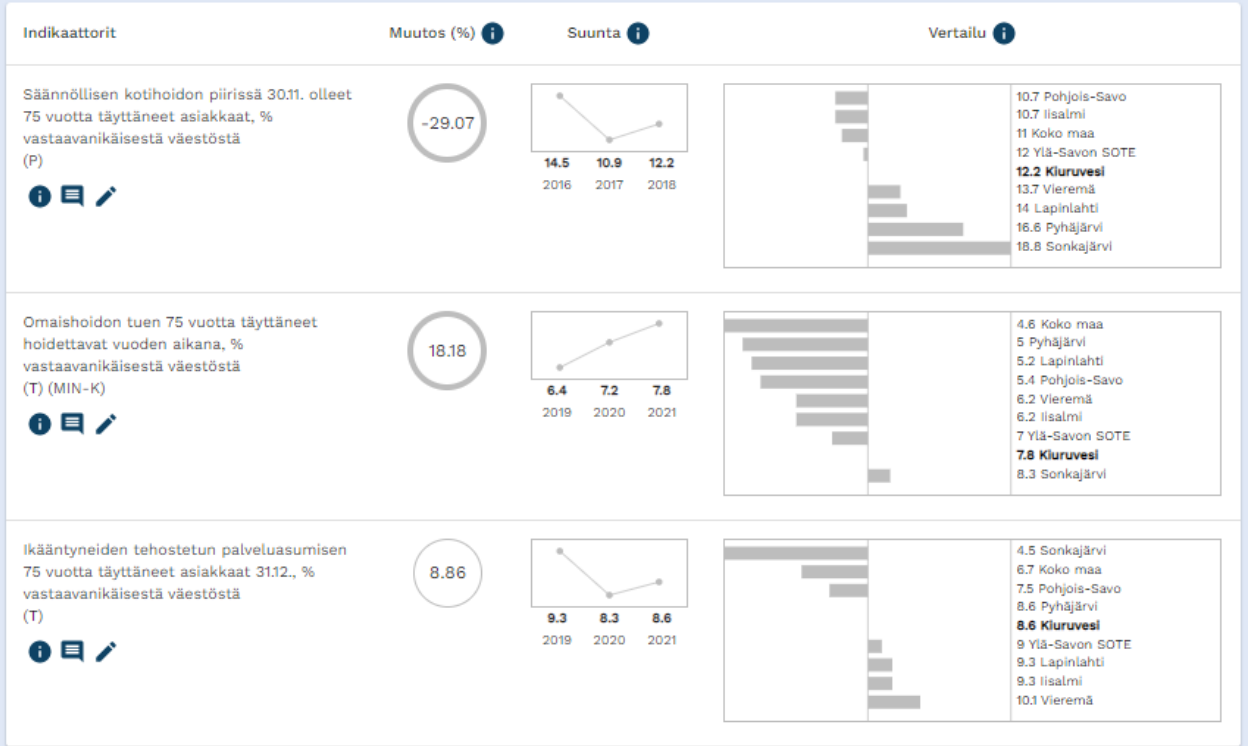 Indikaattorit
Muutos (%)
Suunta
Vertailu
Säännöllisen kotihoidon piirissä 30.11. olleet
75 vuotta täyttäneet asiakkaat, %
vastaavanikäisestä väestöstä
(P)
-29.07
14.5 10.9 12.2
2016 2017 2018
10.7 Pohjois-Savo
10.7 Iisalmi
11 Koko maa
12 Ylä-Savon SOTE
12.2 Kiuruvesi
13.7 Vieremä
14 Lapinlahti
16.6 Pyhäjärvi
18.8 Sonkajärvi
Omaishoidon tuen 75 vuotta täyttäneet
hoidettavat vuoden aikana, %
vastaavanikäisestä väestöstä
(T) (MIN-K)
18.18
6.4 7.2 7.8
2019 2020 2021
4.6 Koko maa
5 Pyhäjärvi
5.2 Lapinlahti
5.4 Pohjois-Savo
6.2 Vieremä
6.2 Iisalmi
7 Ylä-Savon SOTE
7.8 Kiuruvesi
8.3 Sonkajärvi
Ikääntyneiden tehostetun palveluasumisen
75 vuotta täyttäneet asiakkaat 31.12., %
vastaavanikäisestä väestöstä
(T)
8.86
9.3 8.3 8.6
2019 2020 2021
4.5 Sonkajärvi
6.7 Koko maa
7.5 Pohjois-Savo
8.6 Pyhäjärvi
8.6 Kiuruvesi
9 Ylä-Savon SOTE
9.3 Lapinlahti
9.3 Iisalmi
10.1 Vieremä